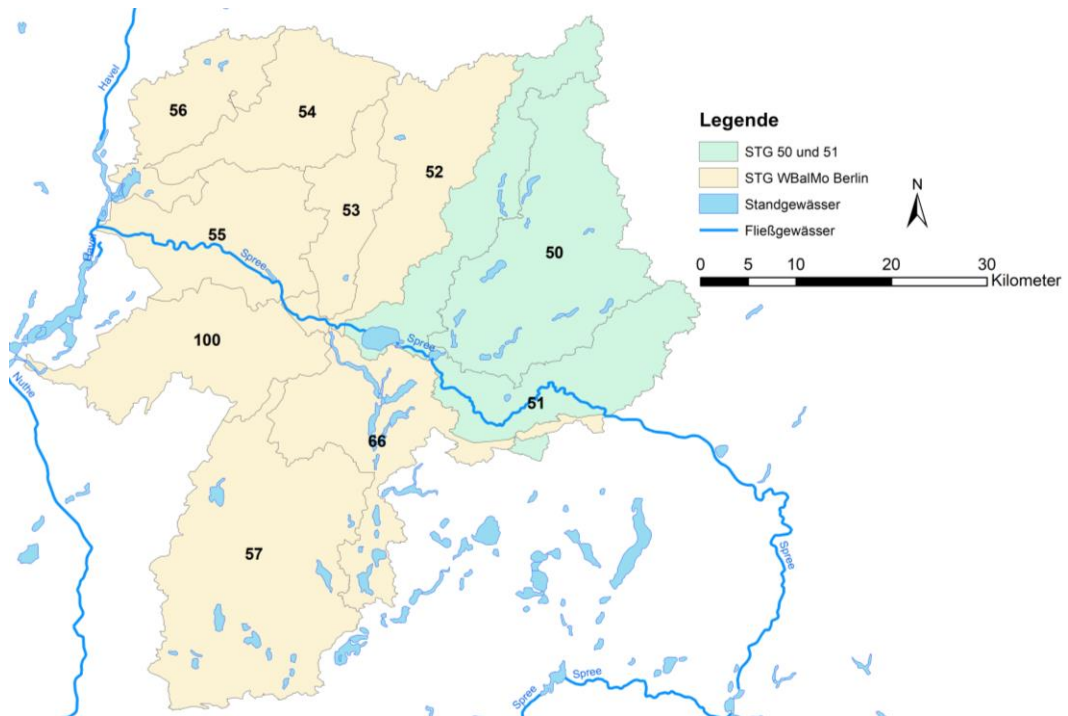 Havel
56
54
52
53
55
Spree
Havel
50
100
Spree
Nuthe
51
66
57
Spree
Spree
Spree
Legende
STG 50 und 51
STG WBalMo Berlin
Standgewässer
Fließgewässer
N
0 5 10 20 30
Kilometer